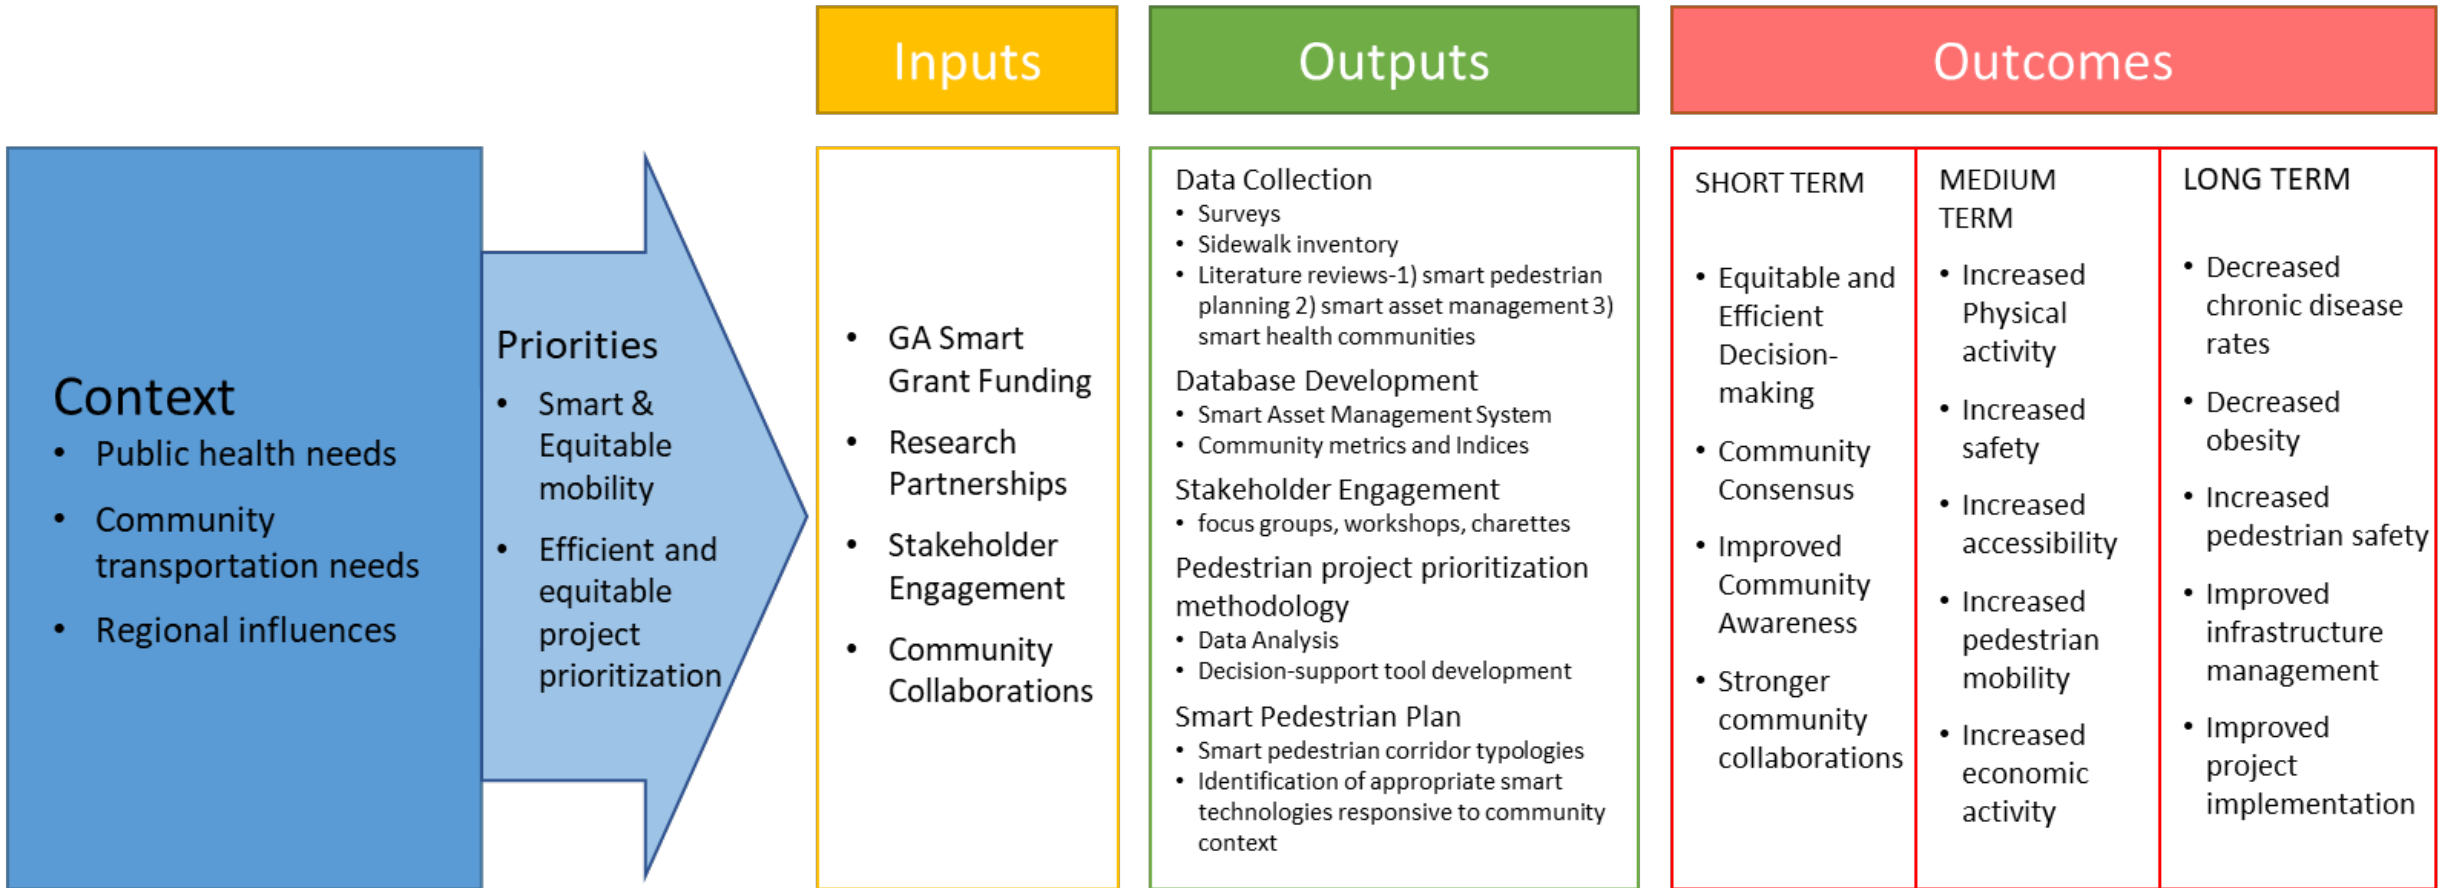 Inputs
Outputs
Outcomes
Context
• Public health needs
• Community
transportation needs
• Regional influences
Priorities
• Smart &
Equitable
mobility
• Efficient and
equitable
project
prioritization
• GA Smart
Grant Funding
• Research
Partnerships
• Stakeholder
Engagement
• Community
Collaborations
Data Collection
• Surveys
• Sidewalk inventory
• Literature reviews-1) smart pedestrian
planning 2) smart asset management 3)
smart health communities
Database Development
• Smart Asset Management System
• Community metrics and Indices
Stakeholder Engagement
• focus groups, workshops, charettes
Pedestrian project prioritization
methodology
• Data Analysis
• Decision-support tool development
Smart Pedestrian Plan
• Smart pedestrian corridor typologies
• Identification of appropriate smart
technologies responsive to community
context
SHORT TERM
• Equitable and
Efficient
Decision-
making
• Community
Consensus
• Improved
Community
Awareness
• Stronger
community
collaborations
MEDIUM
TERM
• Increased
Physical
activity
• Increased
safety
• Increased
accessibility
• Increased
pedestrian
mobility
• Increased
economic
activity
LONG TERM
• Decreased
chronic disease
rates
• Decreased
obesity
• Increased
pedestrian safety
• Improved
infrastructure
management
• Improved
project
implementation